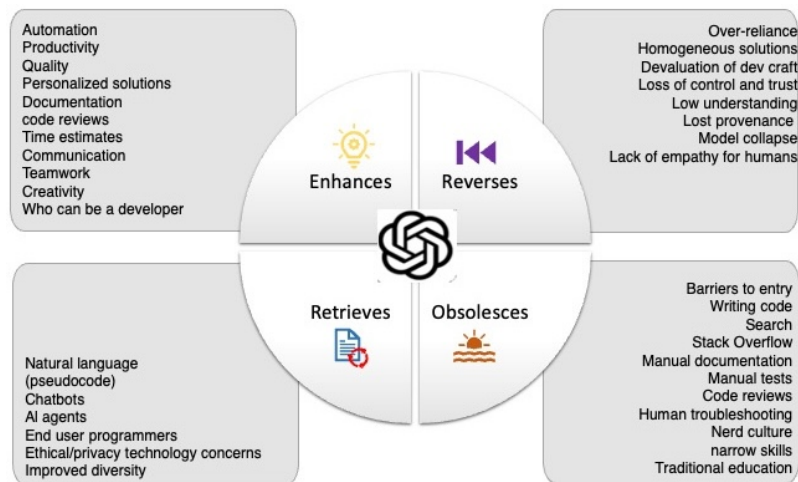 Automation
Productivity
Quality
Personalized solutions
Documentation
code reviews
Time estimates
Communication
Teamwork
Creativity
Who can be a developer
Over-reliance
Homogeneous solutions
Devaluation of dev craft
Loss of control and trust
Low understanding
Lost provenance
Model collapse
Lack of empathy for humans
Enhances
Reverses
Retrieves
Obsolesces
Natural language
(pseudocode)
Chatbots
AI agents
End user programmers
Ethical/privacy technology concerns
Improved diversity
Barriers to entry
Writing code
Search
Stack Overflow
Manual documentation
Manual tests
Code reviews
Human troubleshooting
Nerd culture
narrow skills
Traditional education